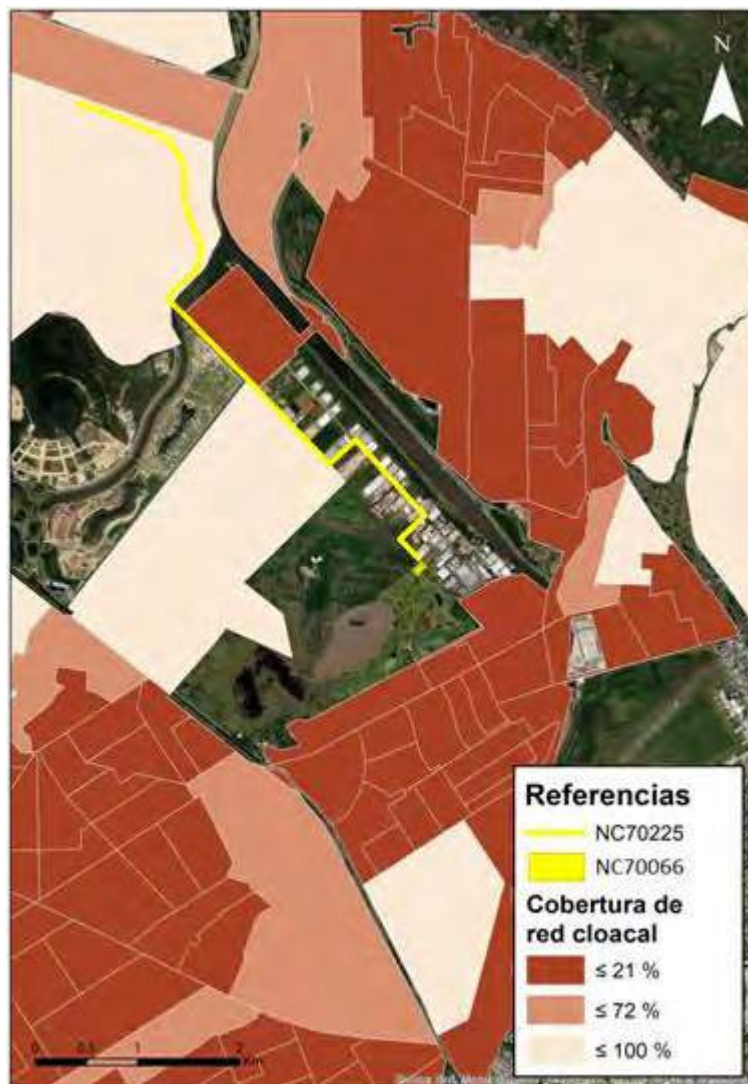 N
Referencias
NC70225
NC70066
Cobertura de
red cloacal
≤ 21 %
≤ 72 %
≤ 100 %
0 0.5 1 2
Km